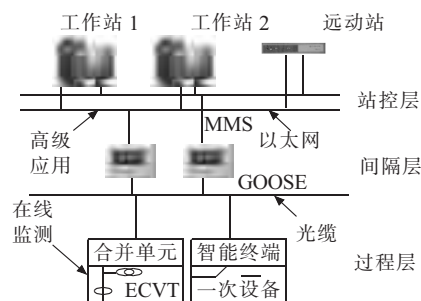 工作站 1
工作站 2
远动站
站控层
高级
应用
MMS
以太网
间隔层
GOOSE
在线
监测
光缆
合并单元
智能终端
过程层
ECVT
一次设备